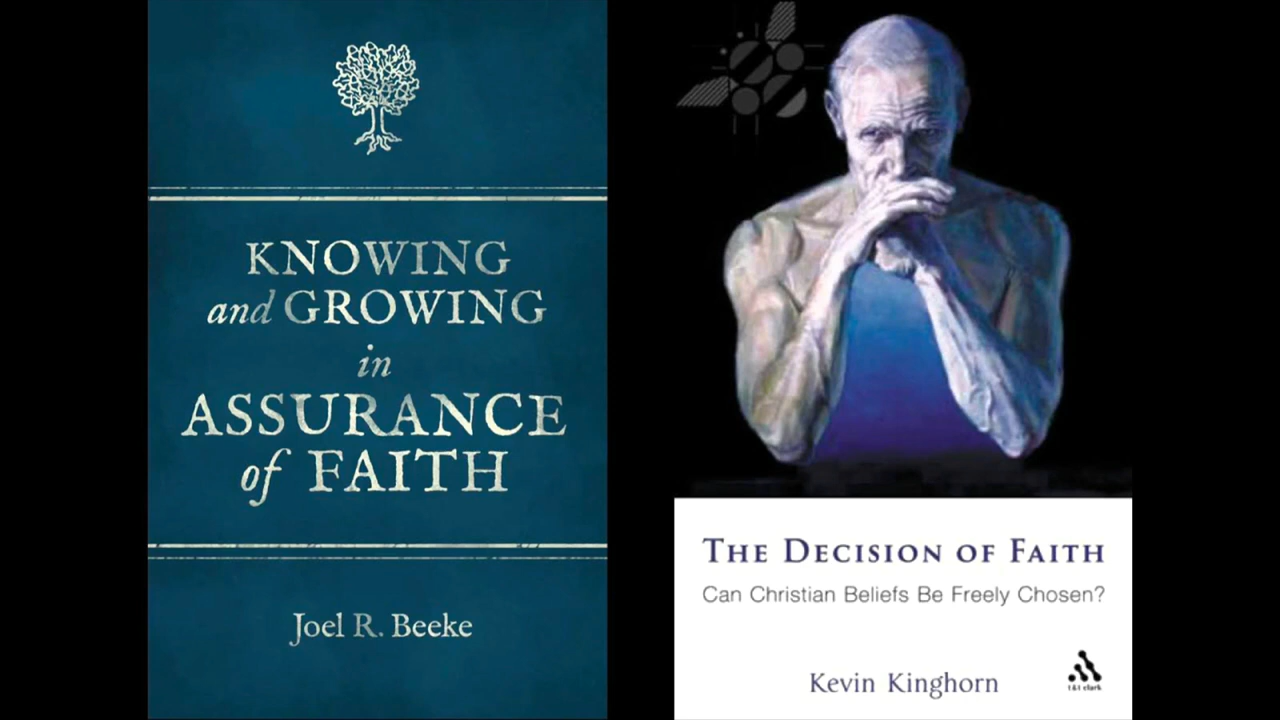 KNOWING
and GROWING
in
ASSURANCE
of FAITH
Joel R. Beeke
THE DECISION OF FAITH
Can Christian Beliefs Be Freely Chosen?
Kevin Kinghorn
t&t clark